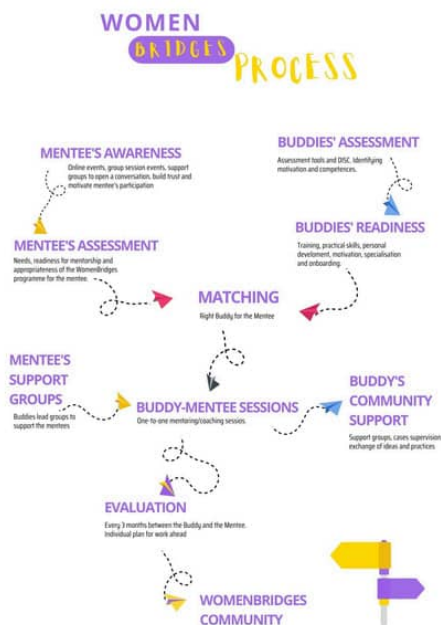 WOMEN
BRIDGES
PROCESS
MENTEE'S AWARENESS
Online events, group session events, support
groups to open a conversation, build trust and
motivate mentee's participation
BUDDIES' ASSESSMENT
Assessment tools and DISC. Identifying
motivation and competences.
MENTEE'S ASSESSMENT
Needs, readiness for mentorship and
appropriateness of the WomenBridges
programme for the mentee.
BUDDIES' READINESS
Training, practical skills, personal
develoment, motivation, specialisation
and onboarding.
MATCHING
Right Buddy for the Mentee
MENTEE'S
SUPPORT
GROUPS
Buddies lead groups to
support the mentees
BUDDY-MENTEE SESSIONS
One-to-one mentoring/coaching sessios.
BUDDY'S
COMMUNITY
SUPPORT
Support groups, cases supervision
exchange of ideas and practices
EVALUATION
Every 3 months between the Buddy and the Mentee.
Individual plan for work ahead
WOMENBRIDGES
COMMUNITY